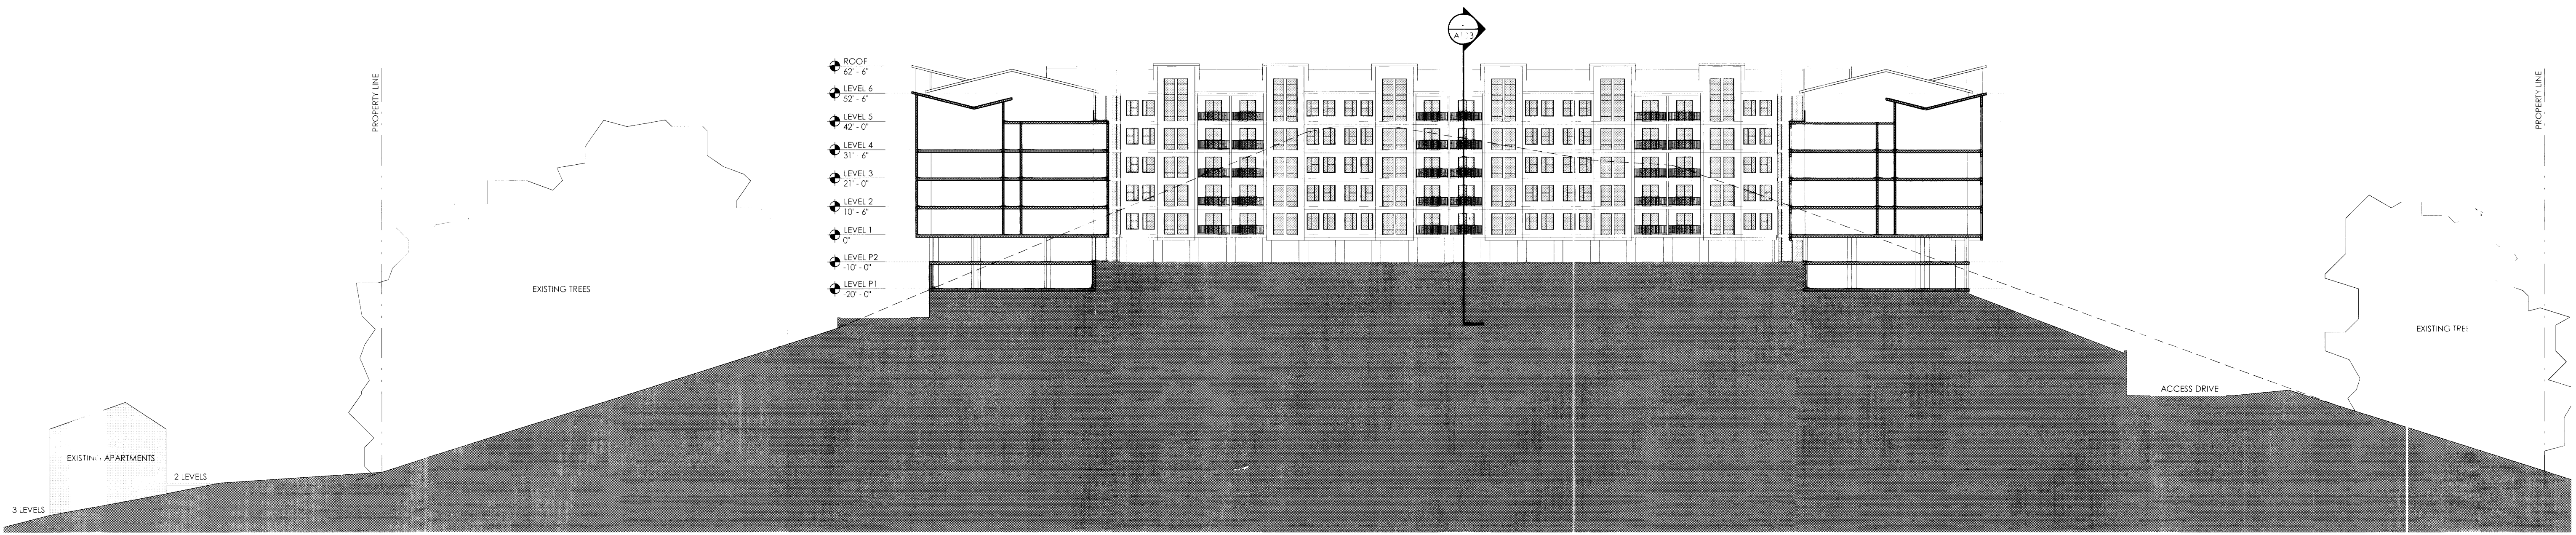 PROPERTY LINE
ROOF
62' - 6"
LEVEL 6
52' - 6"
LEVEL 5
42' - 0"
LEVEL 4
31' - 6"
LEVEL 3
21' - 0"
LEVEL 2
10' - 6"
LEVEL 1
0"
LEVEL P2
-10' - 0"
LEVEL P1
-20' - 0"
PROPERTY LINE
EXISTING TREES
EXISTING
ACCESS DRIVE
APARTMENTS
2 LEVELS
3 LEVELS